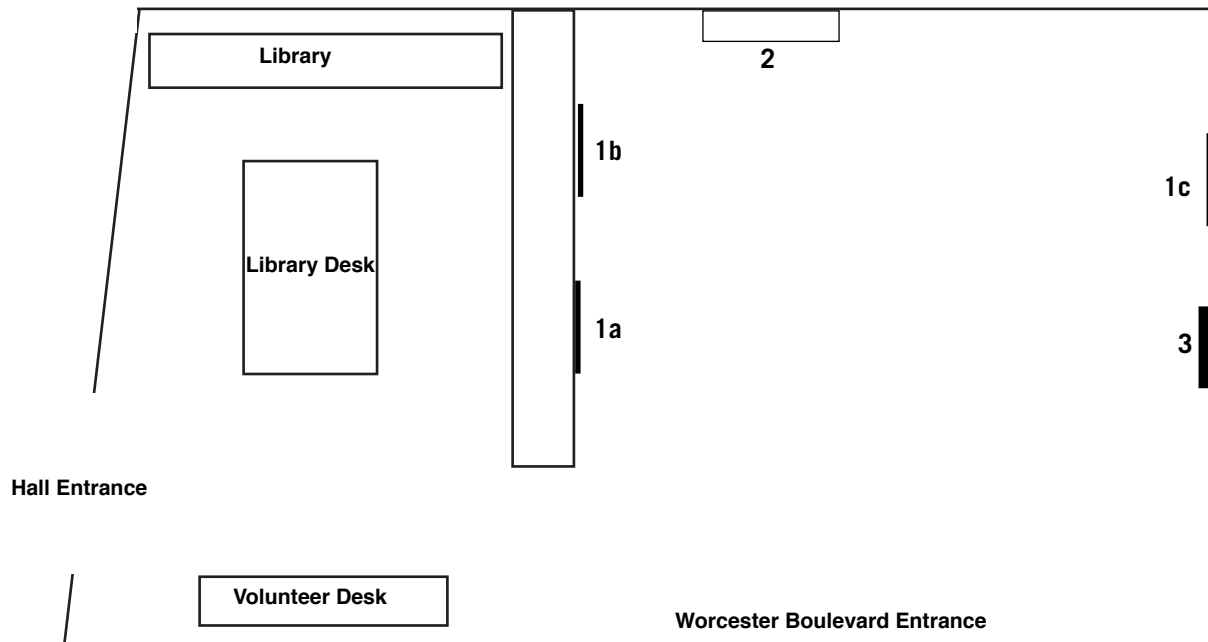 Library
2
1b
1c
Library Desk
1a
3
Hall Entrance
Volunteer Desk
Worcester Boulevard Entrance